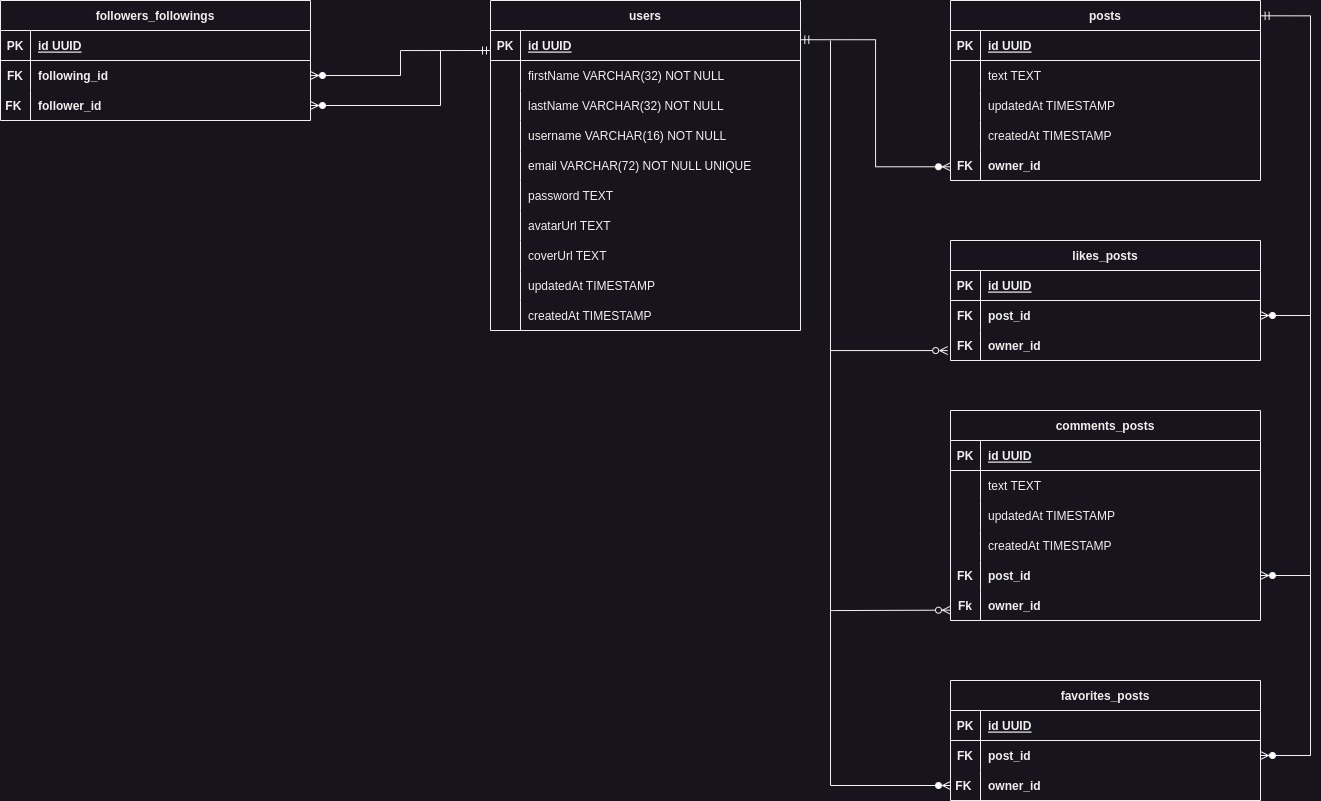 followers_followings
PK id UUID
FK following_id
FK follower_id
users
PK id UUID
firstName VARCHAR(32) NOT NULL
lastName VARCHAR(32) NOT NULL
username VARCHAR(16) NOT NULL
email VARCHAR(72) NOT NULL UNIQUE
password TEXT
avatarUrl TEXT
coverUrl TEXT
updatedAt TIMESTAMP
createdAt TIMESTAMP
posts
PK id UUID
text TEXT
updatedAt TIMESTAMP
createdAt TIMESTAMP
FK owner_id
likes_posts
PK id UUID
FK post_id
FK owner_id
comments_posts
PK id UUID
text TEXT
updatedAt TIMESTAMP
createdAt TIMESTAMP
FK post_id
Fk owner_id
favorites_posts
PK id UUID
FK post_id
FK owner_id